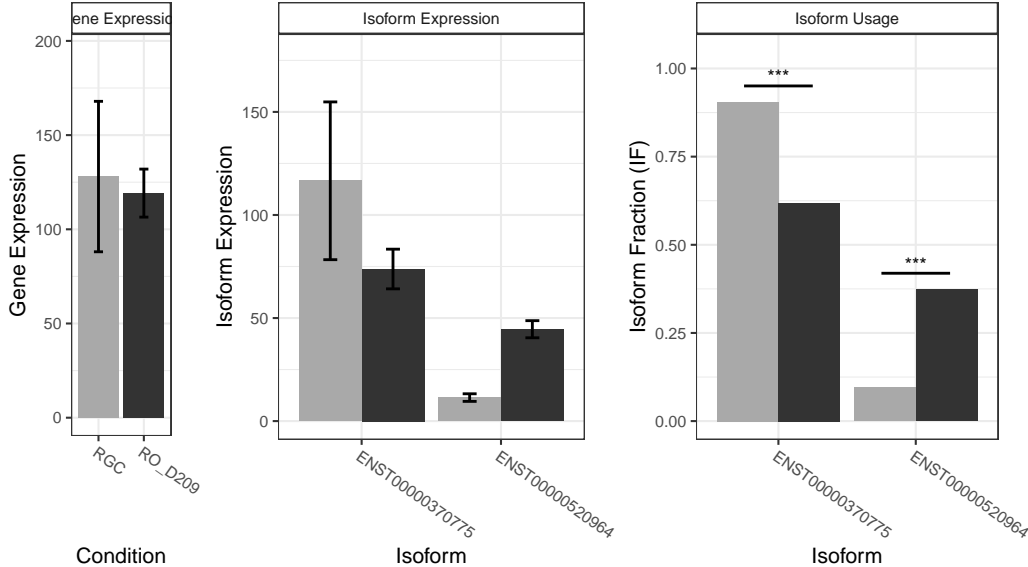 ene Expressio
200
150
100
50
0
Gene Expression
RGC
RO_D209
Condition
Isoform Expression
150
100
50
0
Isoform Expression
ENST00000370775
ENST00000520964
Isoform
Isoform Usage
1.00
0.75
0.50
0.25
0.00
Isoform Fraction (IF)
***
***
ENST00000370775
ENST00000520964
Isoform